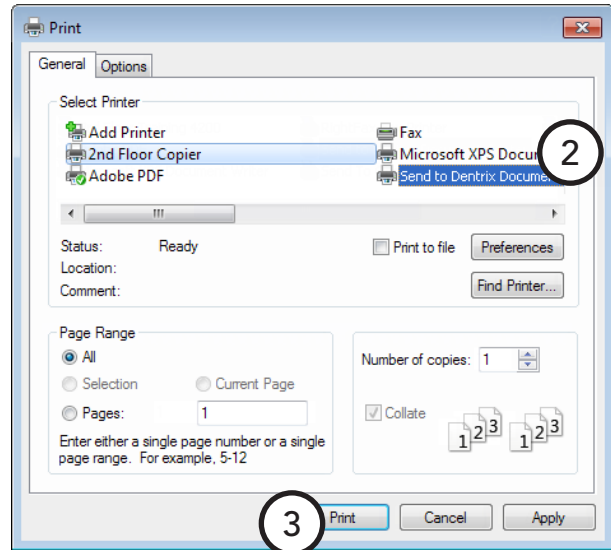 Print
General Options
Select Printer
Add Printer Fax
2nd Floor Copier Microsoft XPS
Adobe PDF Send to Dentrix
Status: Ready Print to file Preferences
Location:
Comment: Find Printer...
Page Range
All Number of copies: 1
Selection Current Page
Pages: 1 Collate
Enter either a single page number or a single
page range. For example, 5-12
1 2 3 1 2 3
2
3
Print Cancel Apply